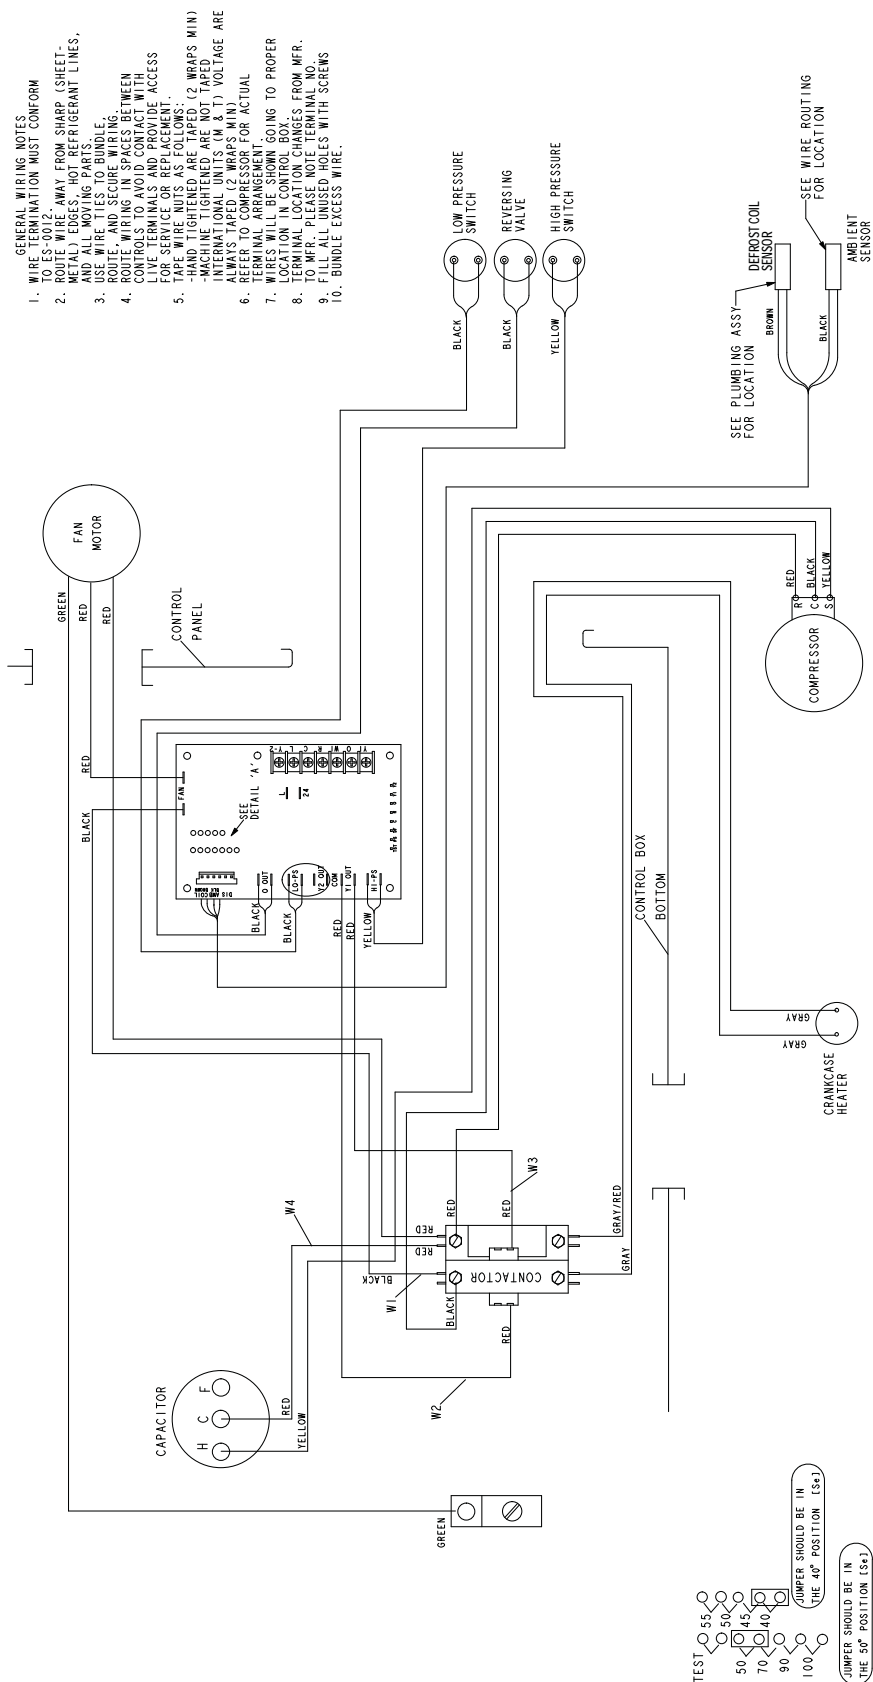 GENERAL WIRING NOTES
1. WIRE TERMINATION MUST CONFORM
TO ES-0012.
2. ROUTE WIRE AWAY FROM SHARP (SHEET-
METAL) EDGES, HOT REFRIGERANT LINES,
AND ALL MOVING PARTS.
3. USE WIRE TIES TO BUNDLE,
ROUTE, AND SECURE WIRING.
4. ROUTE WIRING IN SPACES BETWEEN
CONTROLS TO AVOID CONTACT WITH
LIVE TERMINALS AND PROVIDE ACCESS
FOR SERVICE OR REPLACEMENT.
5. TAPE WIRE NUTS AS FOLLOWS:
-HAND TIGHTENED ARE TAPED (2 WRAPS MIN)
-MACHINE TIGHTENED ARE NOT TAPED
INTERNATIONAL UNITS (M & T) VOLTAGE ARE
ALWAYS TAPED (2 WRAPS MIN)
6. REFER TO COMPRESSOR FOR ACTUAL
TERMINAL ARRANGEMENT.
7. WIRES WILL BE SHOWN GOING TO PROPER
LOCATION IN CONTROL BOX.
8. TERMINAL LOCATION CHANGES FROM MFR.
TO MFR. PLEASE NOTE TERMINAL NO.
9. FILL ALL UNUSED HOLES WITH SCREWS
10. BUNDLE EXCESS WIRE.
LOW PRESSURE
SWITCH
REVERSING
VALVE
HIGH PRESSURE
SWITCH
BLACK
BLACK
YELLOW
SEE PLUMBING ASSY
FOR LOCATION
DEFROST COIL
SENSOR
BROWN
BLACK
SEE WIRE ROUTING
FOR LOCATION
AMBIENT
SENSOR
FAN
MOTOR
GREEN
RED
RED
CONTROL
PANEL
RED
BLACK
FAN
SEE
DETAIL 'A'
Y-2
L
C
R
W1
O
Y1
L
24
DIS AMB COIL
BLK
BROWN
O OUT
LO-PS
Y2 OUT
COM
Y1 OUT
HI-PS
BLACK
BLACK
RED
RED
YELLOW
RED
BLACK
YELLOW
R
C
S
COMPRESSOR
CONTROL BOX
BOTTOM
GRAY
GRAY
CRANKCASE
HEATER
W4
W3
W1
W2
RED
RED
RED
RED
BLACK
BLACK
CONTACTOR
RED
GRAY/RED
GRAY
CAPACITOR
H
C
F
RED
YELLOW
GREEN
TEST
50
70
90
100
55
50
45
40
JUMPER SHOULD BE IN
THE 40° POSITION [Se]
JUMPER SHOULD BE IN
THE 50° POSITION [Se]